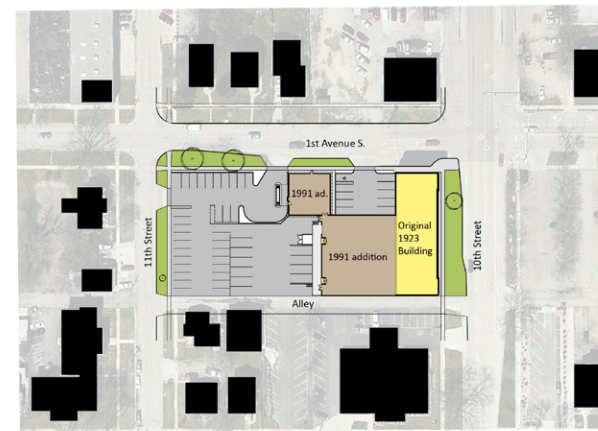 1st Avenue S.
1991 ad.
11th Street
Original
1923
Building
10th Street
1991 addition
Alley